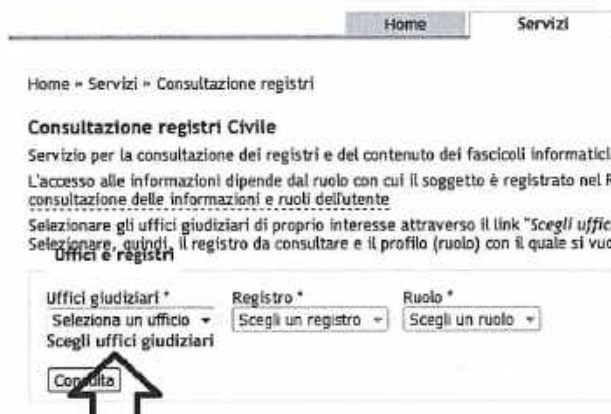 Home Servizi
Home » Servizi » Consultazione registri
Consultazione registri Civile
Servizio per la consultazione dei registri e del contenuto dei fascicoli informatici.
L'accesso alle informazioni dipende dal ruolo con cui il soggetto è registrato nel R
consultazione delle informazioni e ruoli dell'utente
Selezionare gli uffici giudiziari di proprio interesse attraverso il link "Scegli uffic
Selezionare, quindi, il registro da consultare e il profilo (ruolo) con il quale si vuo
Uffici e registri
Uffici giudiziari * Registro * Ruolo *
Seleziona un ufficio Scegli un registro Scegli un ruolo
Scegli uffici giudiziari
Consulta